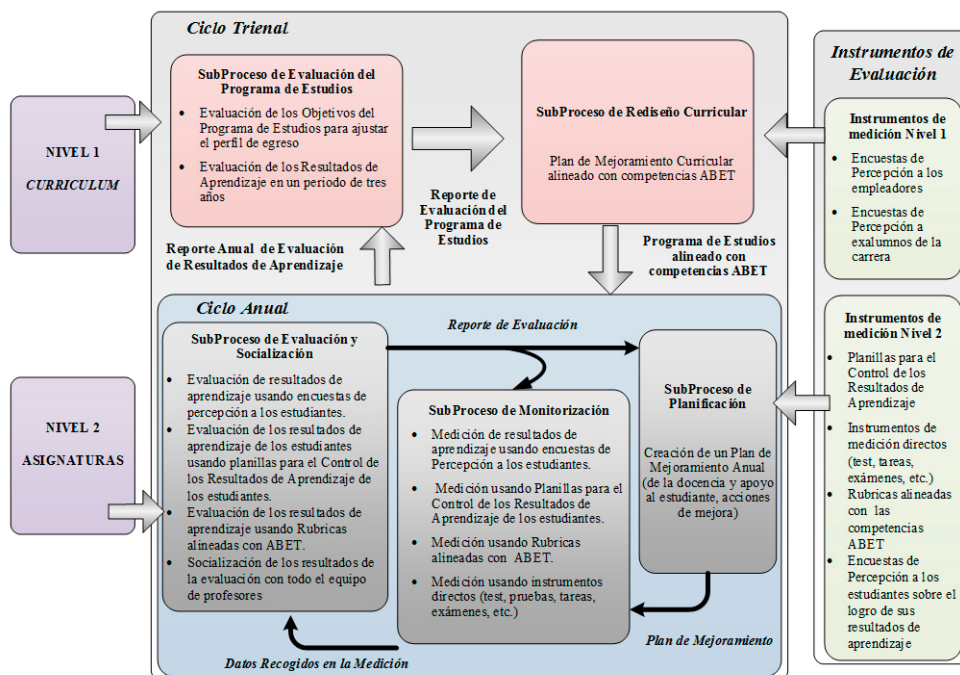 Ciclo Trienal
NIVEL 1
CURRICULUM
SubProceso de Evaluación del
Programa de Estudios
• Evaluación de los Objetivos del
Programa de Estudios para ajustar
el perfil de egreso
• Evaluación de los Resultados de
Aprendizaje en un periodo de tres
años
SubProceso de Rediseño Curricular
Plan de Mejoramiento Curricular
alineado con competencias ABET
Reporte de
Evaluación del
Programa de
Estudios
Reporte Anual de Evaluación
de Resultados de Aprendizaje
Programa de Estudios
alineado con
competencias ABET
Instrumentos de
Evaluación
Instrumentos de
medición Nivel 1
• Encuestas de
Percepción a los
empleadores
• Encuestas de
Percepción a
exalumnos de la
carrera
Ciclo Anual
NIVEL 2
ASIGNATURAS
SubProceso de Evaluación y
Socialización
• Evaluación de resultados de
aprendizaje usando encuestas de
percepción a los estudiantes.
• Evaluación de los resultados de
aprendizaje de los estudiantes
usando planillas para el Control de
los Resultados de Aprendizaje de
los estudiantes.
• Evaluación de los resultados de
aprendizaje usando Rubricas
alineadas con ABET.
• Socialización de los resultados de
la evaluación con todo el equipo
de profesores
Reporte de Evaluación
SubProceso de Monitorización
• Medición de resultados de
aprendizaje usando encuestas de
Percepción a los estudiantes.
• Medición usando Planillas para el
Control de los Resultados de
Aprendizaje de los estudiantes.
• Medición usando Rubricas
alineadas con ABET.
• Medición usando instrumentos
directos (test, pruebas, tareas,
exámenes, etc.)
SubProceso de
Planificación
Creación de un Plan de
Mejoramiento Anual
(de la docencia y apoyo
al estudiante, acciones
de mejora)
Plan de Mejoramiento
Datos Recogidos en la Medición
Instrumentos de
medición Nivel 2
• Planillas para el
Control de los
Resultados de
Aprendizaje
• Instrumentos de
medición directos
(test, tareas,
exámenes, etc.)
• Rubricas alineadas
con las
competencias
ABET
• Encuestas de
Percepción a los
estudiantes sobre el
logro de sus
resultados de
aprendizaje